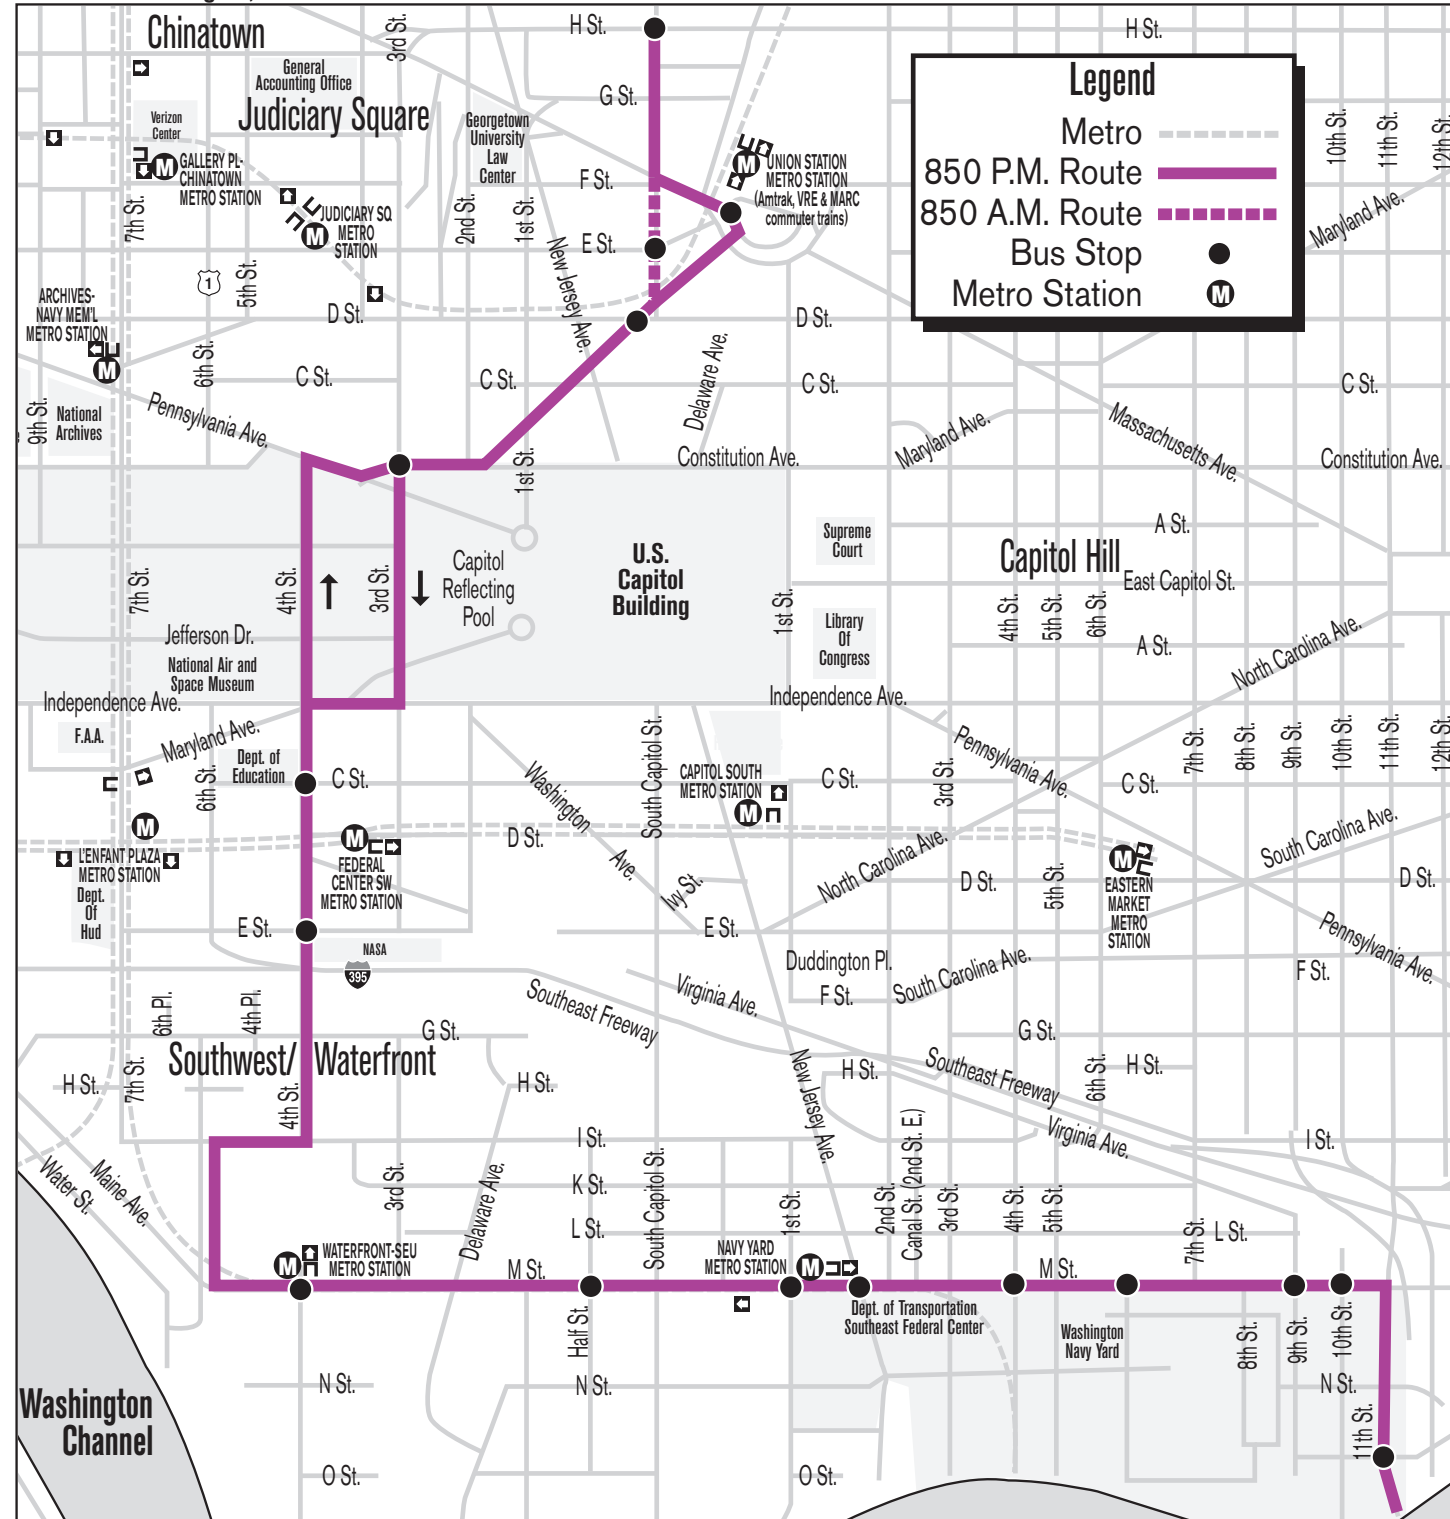 Chinatown
3rd St.
H St.
H St.
General
Accounting Office
Judiciary Square
Verizon
Center
Georgetown
University
Law
Center
G St.
F St.
E St.
M
GALLERY PL-
CHINATOWN
METRO STATION
M
JUDICIARY SQ
METRO
STATION
M
UNION STATION
METRO STATION
(Amtrak, VRE & MARC
commuter trains)
Legend
Metro
850 P.M. Route
850 A.M. Route
Bus Stop
Metro Station
M
10th St.
11th St.
12th St.
Maryland Ave.
7th St.
2nd St.
1st St.
New Jersey Ave.
1
5th St.
ARCHIVES-
NAVY MEM'L
METRO STATION
M
D St.
D St.
6th St.
C St.
C St.
C St.
C St.
Delaware Ave.
9th St.
National
Archives
Pennsylvania Ave.
Constitution Ave.
Maryland Ave.
Massachusetts Ave.
Constitution Ave.
1st St.
A St.
Supreme
Court
Capitol Hill
U.S.
Capitol
Building
Capitol
Reflecting
Pool
7th St.
4th St.
3rd St.
1st St.
East Capitol St.
4th St.
5th St.
6th St.
Library
Of
Congress
A St.
North Carolina Ave.
Jefferson Dr.
National Air and
Space Museum
Independence Ave.
Independence Ave.
F.A.A.
Maryland Ave.
Dept. of
Education
6th St.
C St.
Washington
Ave.
South Capitol St.
CAPITOL SOUTH
METRO STATION
M
C St.
3rd St.
Pennsylvania Ave.
C St.
7th St.
8th St.
9th St.
10th St.
11th St.
12th St.
M
L'ENFANT PLAZA
METRO STATION
Dept.
Of
Hud
M
FEDERAL
CENTER SW
METRO STATION
D St.
Ivy St.
North Carolina Ave.
D St.
5th St.
M
EASTERN
MARKET
METRO
STATION
South Carolina Ave.
D St.
E St.
NASA
395
E St.
Duddington Pl.
F St.
South Carolina Ave.
Pennsylvania Ave.
F St.
6th Pl.
4th Pl.
Southeast Freeway
Virginia Ave.
G St.
G St.
Southwest/ Waterfront
H St.
7th St.
4th St.
H St.
New Jersey Ave.
H St.
Southeast Freeway
6th St.
H St.
Virginia Ave.
I St.
I St.
Water St.
Maine Ave.
3rd St.
Delaware Ave.
K St.
L St.
South Capitol St.
1st St.
2nd St.
Canal St. (2nd St. E.)
3rd St.
4th St.
5th St.
7th St.
L St.
M
WATERFRONT-SEU
METRO STATION
M St.
NAVY YARD
METRO STATION
M
M St.
Half St.
Dept. of Transportation
Southeast Federal Center
Washington
Navy Yard
8th St.
9th St.
10th St.
N St.
N St.
N St.
Washington
Channel
11th St.
O St.
O St.